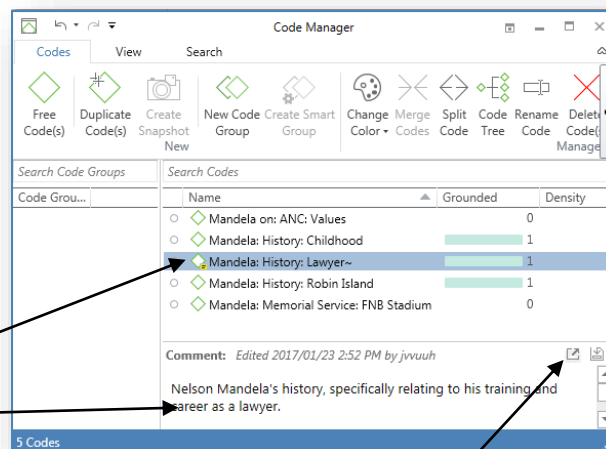 Code Manager
Codes View Search
Free Code(s)
Duplicate Code(s)
Create Snapshot
New Code Group
Create Smart Group
Change Color
Merge Codes
Split Code
Code Tree
Rename Code
Delet Code(
New
Manage
Search Code Groups
Search Codes
Code Grou...
Name Grounded Density
Mandela on: ANC: Values 0
Mandela: History: Childhood 1
Mandela: History: Lawyer~ 1
Mandela: History: Robin Island 1
Mandela: Memorial Service: FNB Stadium 0
Comment: Edited 2017/01/23 2:52 PM by jvvuuh
Nelson Mandela's history, specifically relating to his training and
career as a lawyer.
5 Codes